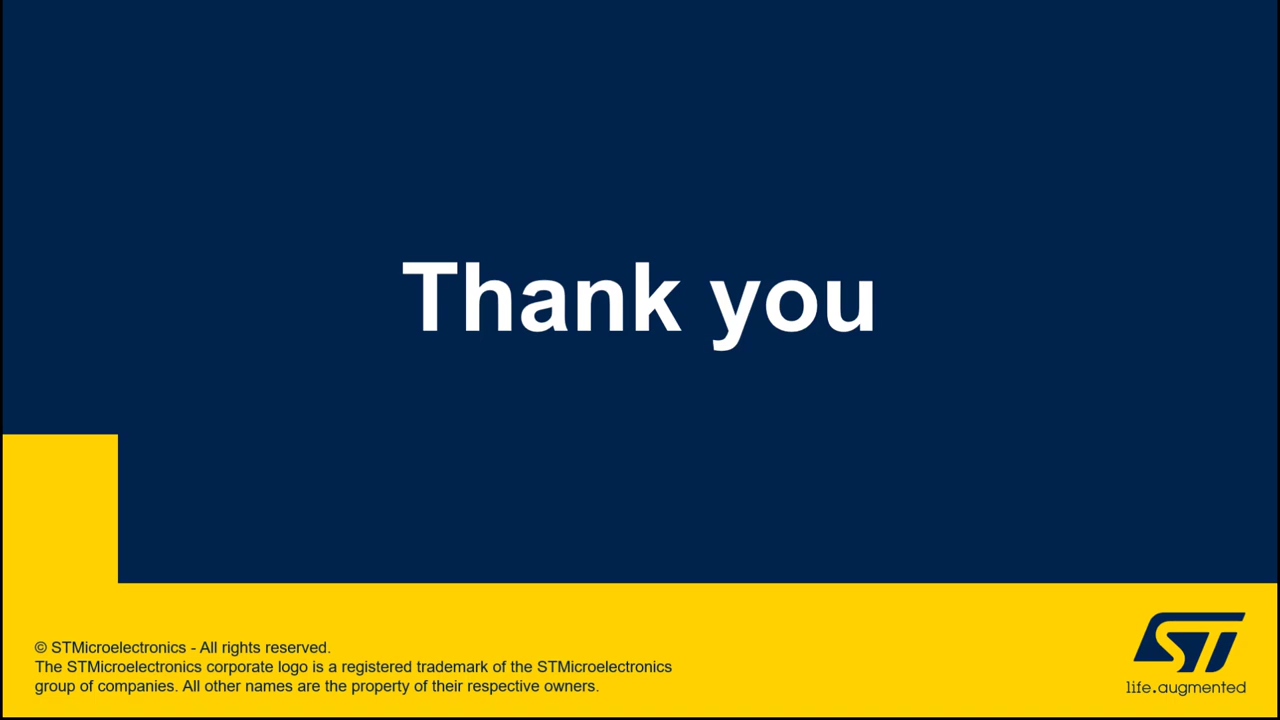 Thank you
© STMicroelectronics - All rights reserved.
The STMicroelectronics corporate logo is a registered trademark of the STMicroelectronics
group of companies. All other names are the property of their respective owners.
ST
life.augmented